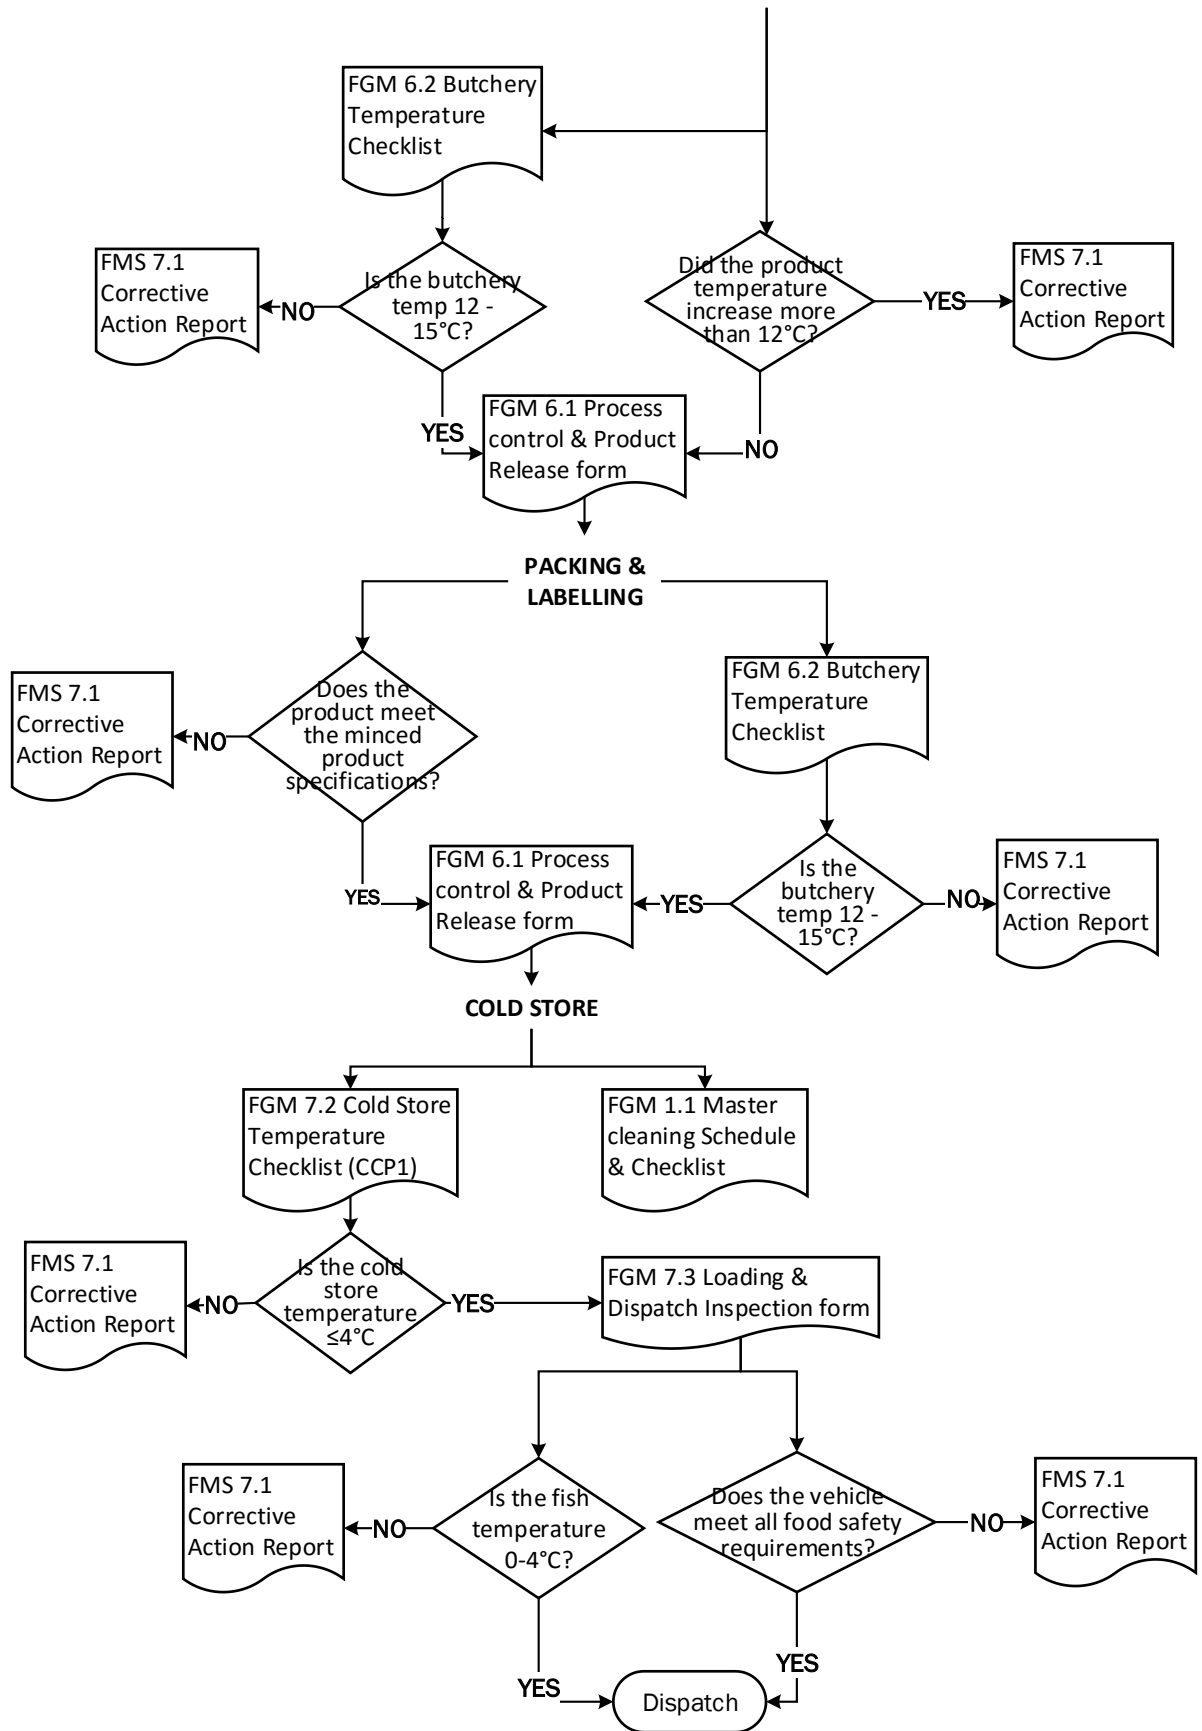 FGM 6.2 Butchery
Temperature
Checklist
FMS 7.1
Corrective
Action Report
NO
Is the butchery
temp 12 -
15°C?
Did the product
temperature
increase more
than 12°C?
YES
FMS 7.1
Corrective
Action Report
YES
FGM 6.1 Process
control & Product
Release form
NO
PACKING &
LABELLING
FMS 7.1
Corrective
Action Report
NO
Does the
product meet
the minced
product
specifications?
FGM 6.2 Butchery
Temperature
Checklist
YES
FGM 6.1 Process
control & Product
Release form
YES
Is the
butchery
temp 12 -
15°C?
NO
FMS 7.1
Corrective
Action Report
COLD STORE
FGM 7.2 Cold Store
Temperature
Checklist (CCP1)
FGM 1.1 Master
cleaning Schedule
& Checklist
FMS 7.1
Corrective
Action Report
NO
Is the cold
store
temperature
≤4°C
YES
FGM 7.3 Loading &
Dispatch Inspection form
FMS 7.1
Corrective
Action Report
NO
Is the fish
temperature
0-4°C?
Does the vehicle
meet all food safety
requirements?
NO
FMS 7.1
Corrective
Action Report
YES
YES
Dispatch